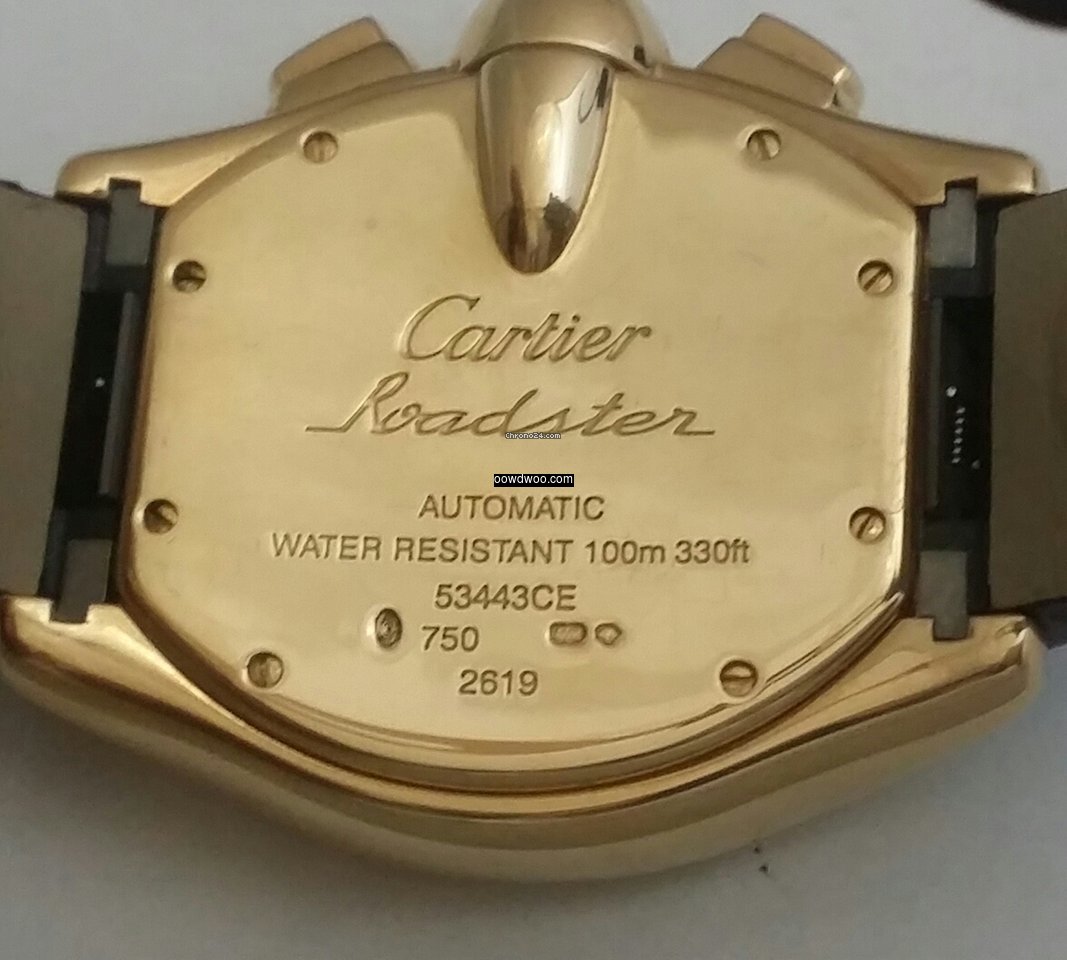 Cartier
Roadster
Chrono24.com
oowdwoo.com
AUTOMATIC
WATER RESISTANT 100m 330ft
53443CE
750
2619